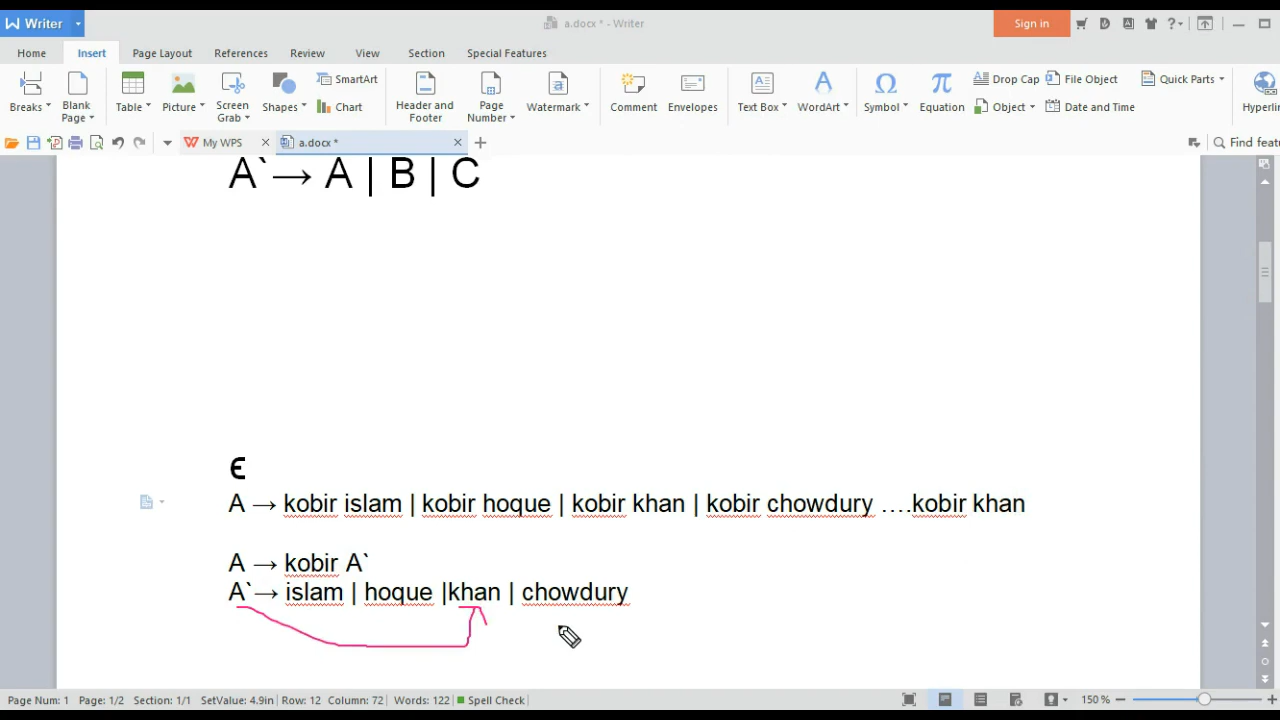 Writer a.docx * - Writer Sign in
Home Insert Page Layout References Review View Section Special Features
Breaks Blank Page Table Picture Screen Grab Shapes SmartArt Chart Header and Footer Page Number Watermark Comment Envelopes Text Box WordArt Symbol Equation Drop Cap Object File Object Date and Time Quick Parts Hyperlin
My WPS a.docx * Find feat
A`→ A | B | C
ϵ
A → kobir islam | kobir hoque | kobir khan | kobir chowdury ….kobir khan
A → kobir A`
A`→ islam | hoque |khan | chowdury
Page Num: 1 Page: 1/2 Section: 1/1 SetValue: 4.9in Row: 12 Column: 72 Words: 122 Spell Check 150 %